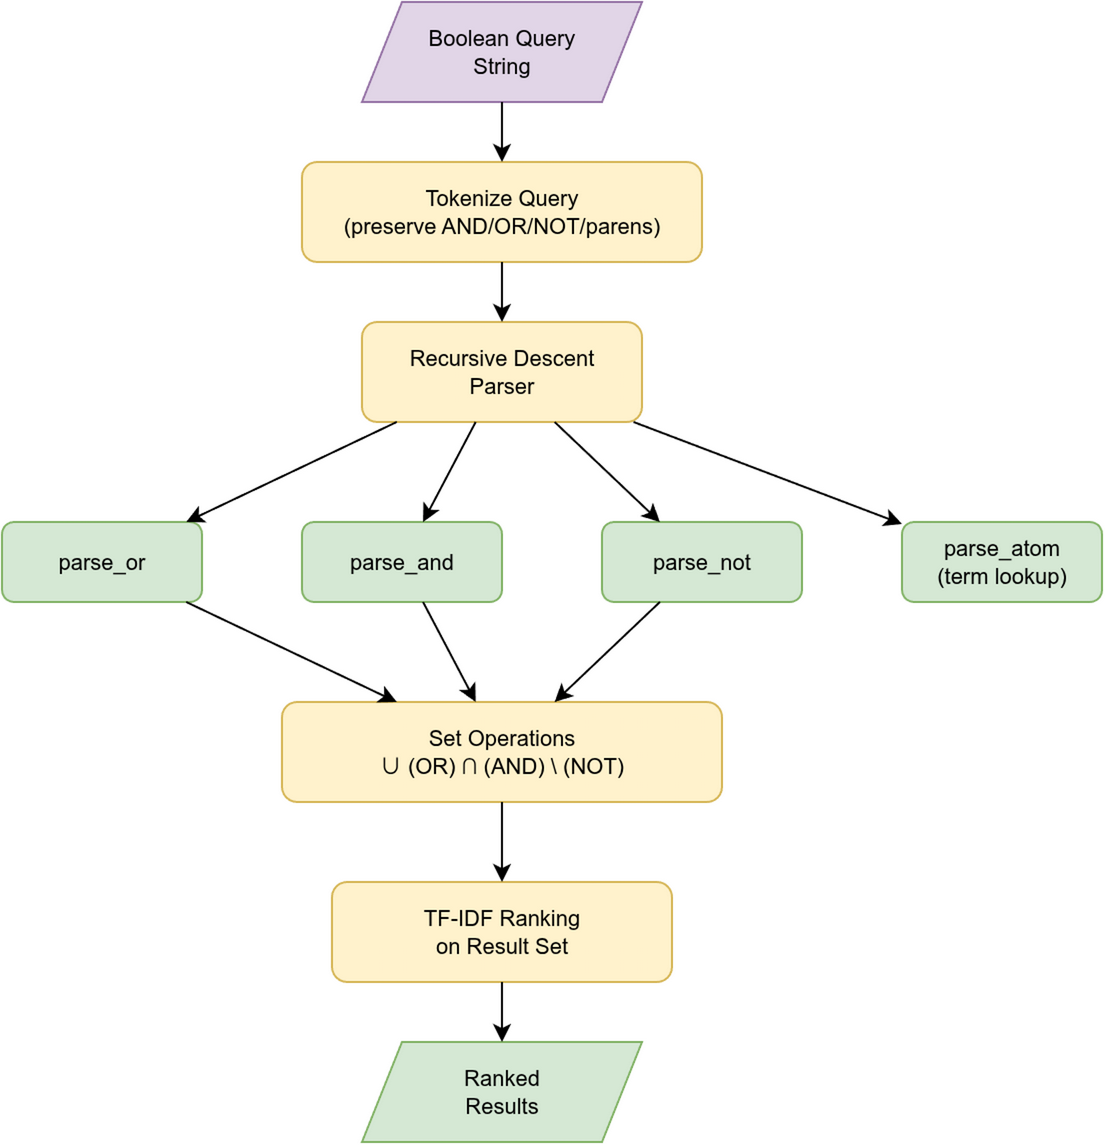 Boolean Query
String
Tokenize Query
(preserve AND/OR/NOT/parens)
Recursive Descent
Parser
parse_or
parse_and
parse_not
parse_atom
(term lookup)
Set Operations
∪ (OR) ∩ (AND) \ (NOT)
TF-IDF Ranking
on Result Set
Ranked
Results